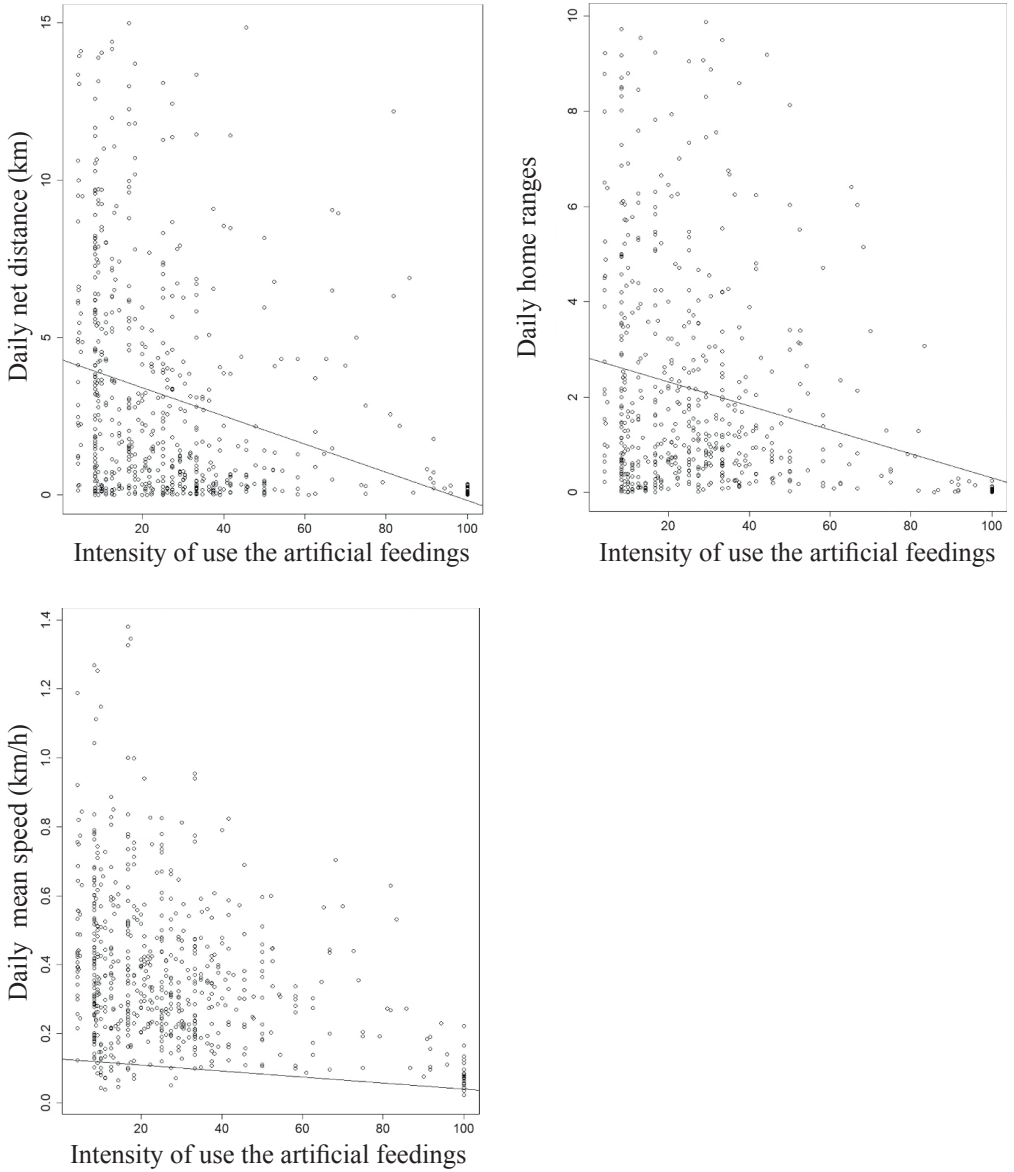 Daily net distance (km)
15
10
5
0
20 40 60 80 100
Intensity of use the artificial feedings
Daily home ranges
10
8
6
4
2
0
20 40 60 80 100
Intensity of use the artificial feedings
Daily mean speed (km/h)
1.4
1.2
1.0
0.8
0.6
0.4
0.2
0.0
20 40 60 80 100
Intensity of use the artificial feedings